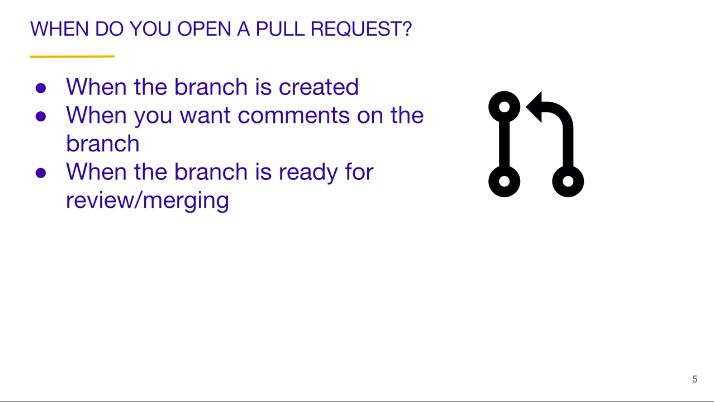 WHEN DO YOU OPEN A PULL REQUEST?
● When the branch is created
● When you want comments on the
branch
● When the branch is ready for
review/merging
5